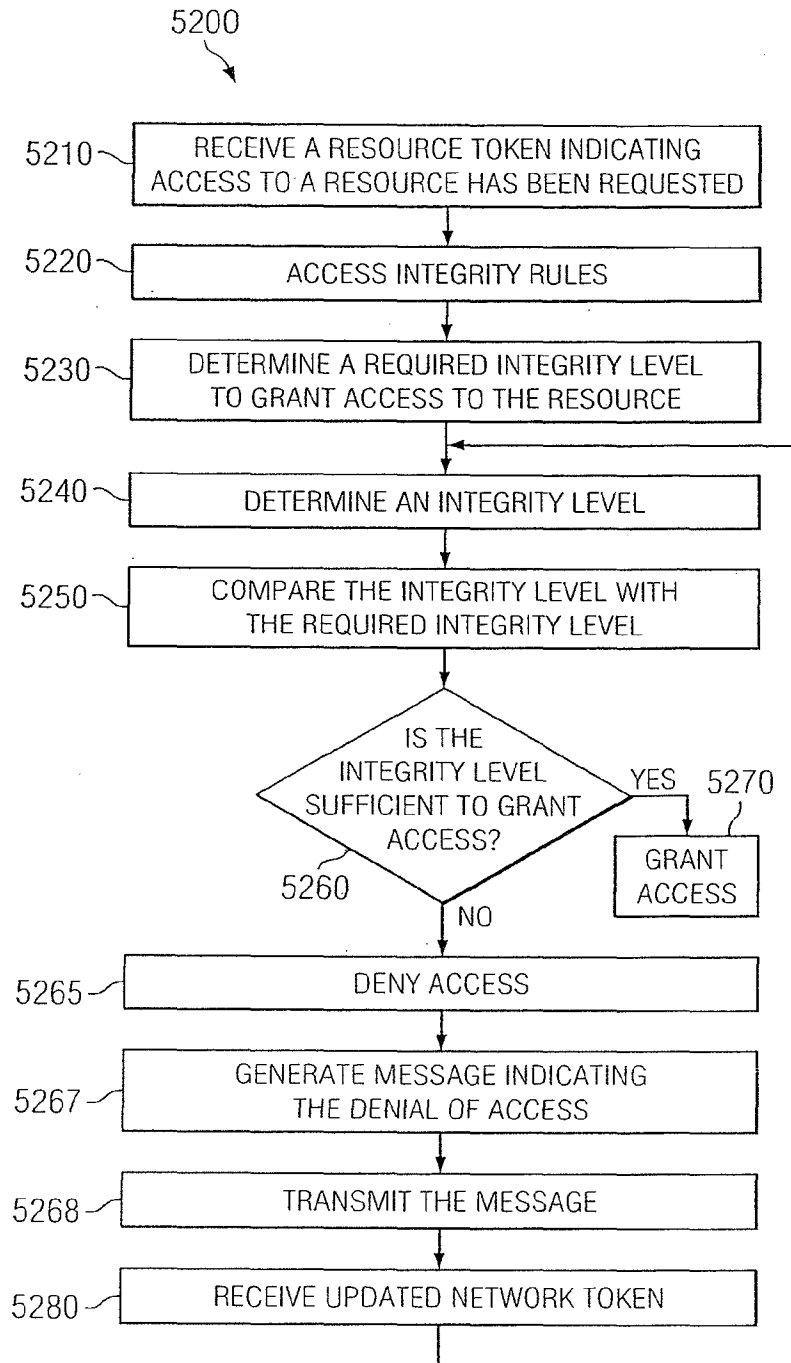 5200
5210
RECEIVE A RESOURCE TOKEN INDICATING
ACCESS TO A RESOURCE HAS BEEN REQUESTED
5220
ACCESS INTEGRITY RULES
5230
DETERMINE A REQUIRED INTEGRITY LEVEL
TO GRANT ACCESS TO THE RESOURCE
5240
DETERMINE AN INTEGRITY LEVEL
5250
COMPARE THE INTEGRITY LEVEL WITH
THE REQUIRED INTEGRITY LEVEL
IS THE
INTEGRITY LEVEL
SUFFICIENT TO GRANT
ACCESS?
5260
YES
5270
GRANT
ACCESS
NO
5265
DENY ACCESS
5267
GENERATE MESSAGE INDICATING
THE DENIAL OF ACCESS
5268
TRANSMIT THE MESSAGE
5280
RECEIVE UPDATED NETWORK TOKEN